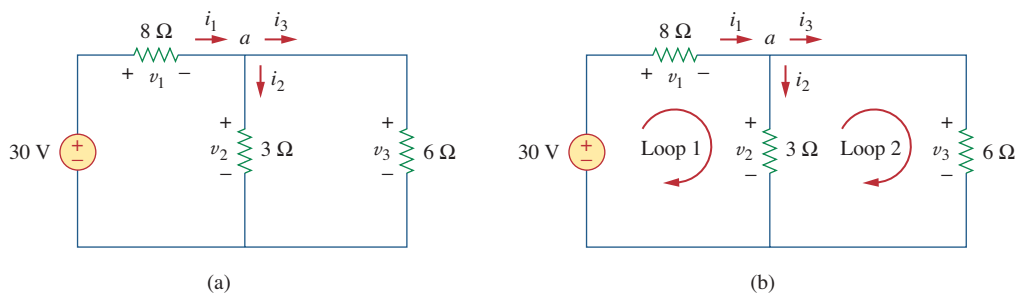 8 Ω i₁ a i₃
+ v₁ − i₂
30 V + − + v₂ − 3 Ω + v₃ − 6 Ω
(a)
8 Ω i₁ a i₃
+ v₁ − i₂
30 V + − Loop 1 + v₂ − 3 Ω Loop 2 + v₃ − 6 Ω
(b)